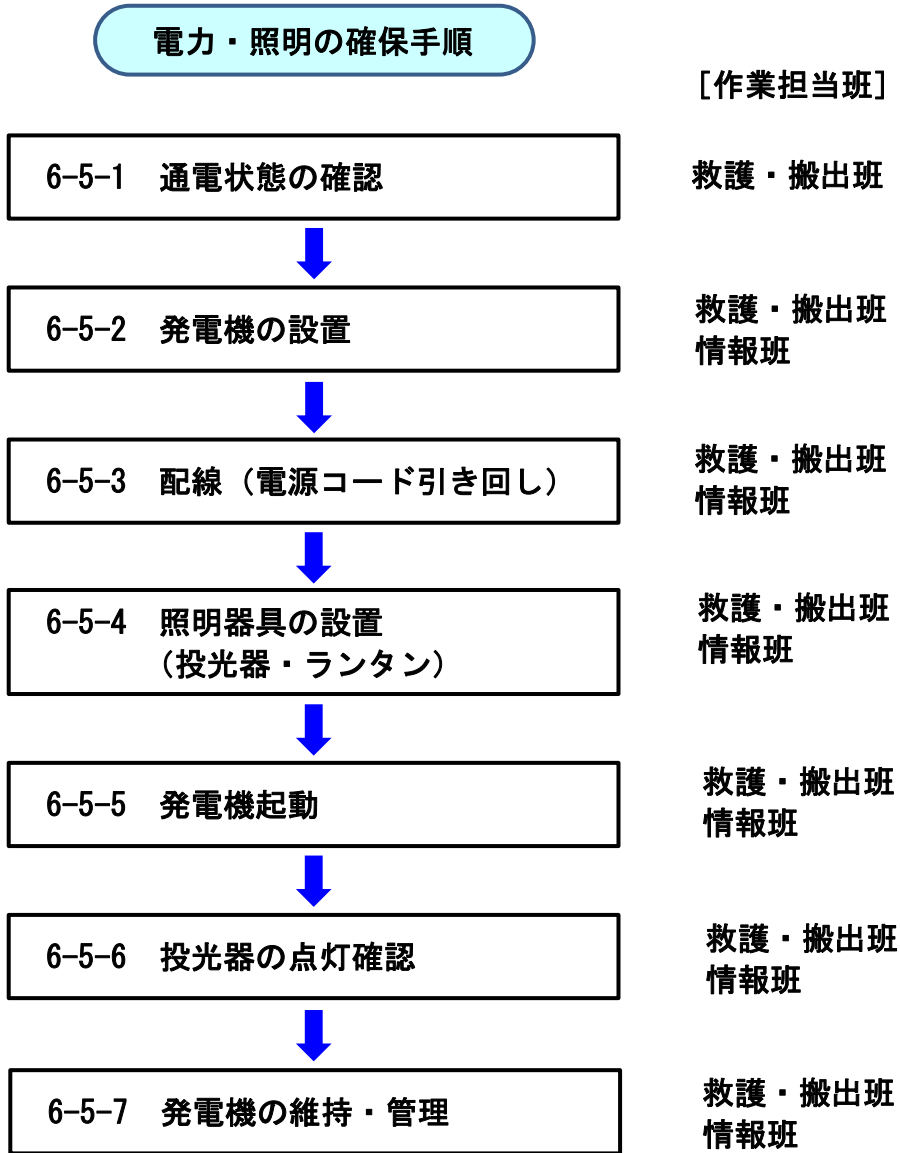 電力・照明の確保手順
[作業担当班]
6-5-1 通電状態の確認
救護・搬出班
6-5-2 発電機の設置
救護・搬出班
情報班
6-5-3 配線（電源コード引き回し）
救護・搬出班
情報班
6-5-4 照明器具の設置
（投光器・ランタン）
救護・搬出班
情報班
6-5-5 発電機起動
救護・搬出班
情報班
6-5-6 投光器の点灯確認
救護・搬出班
情報班
6-5-7 発電機の維持・管理
救護・搬出班
情報班